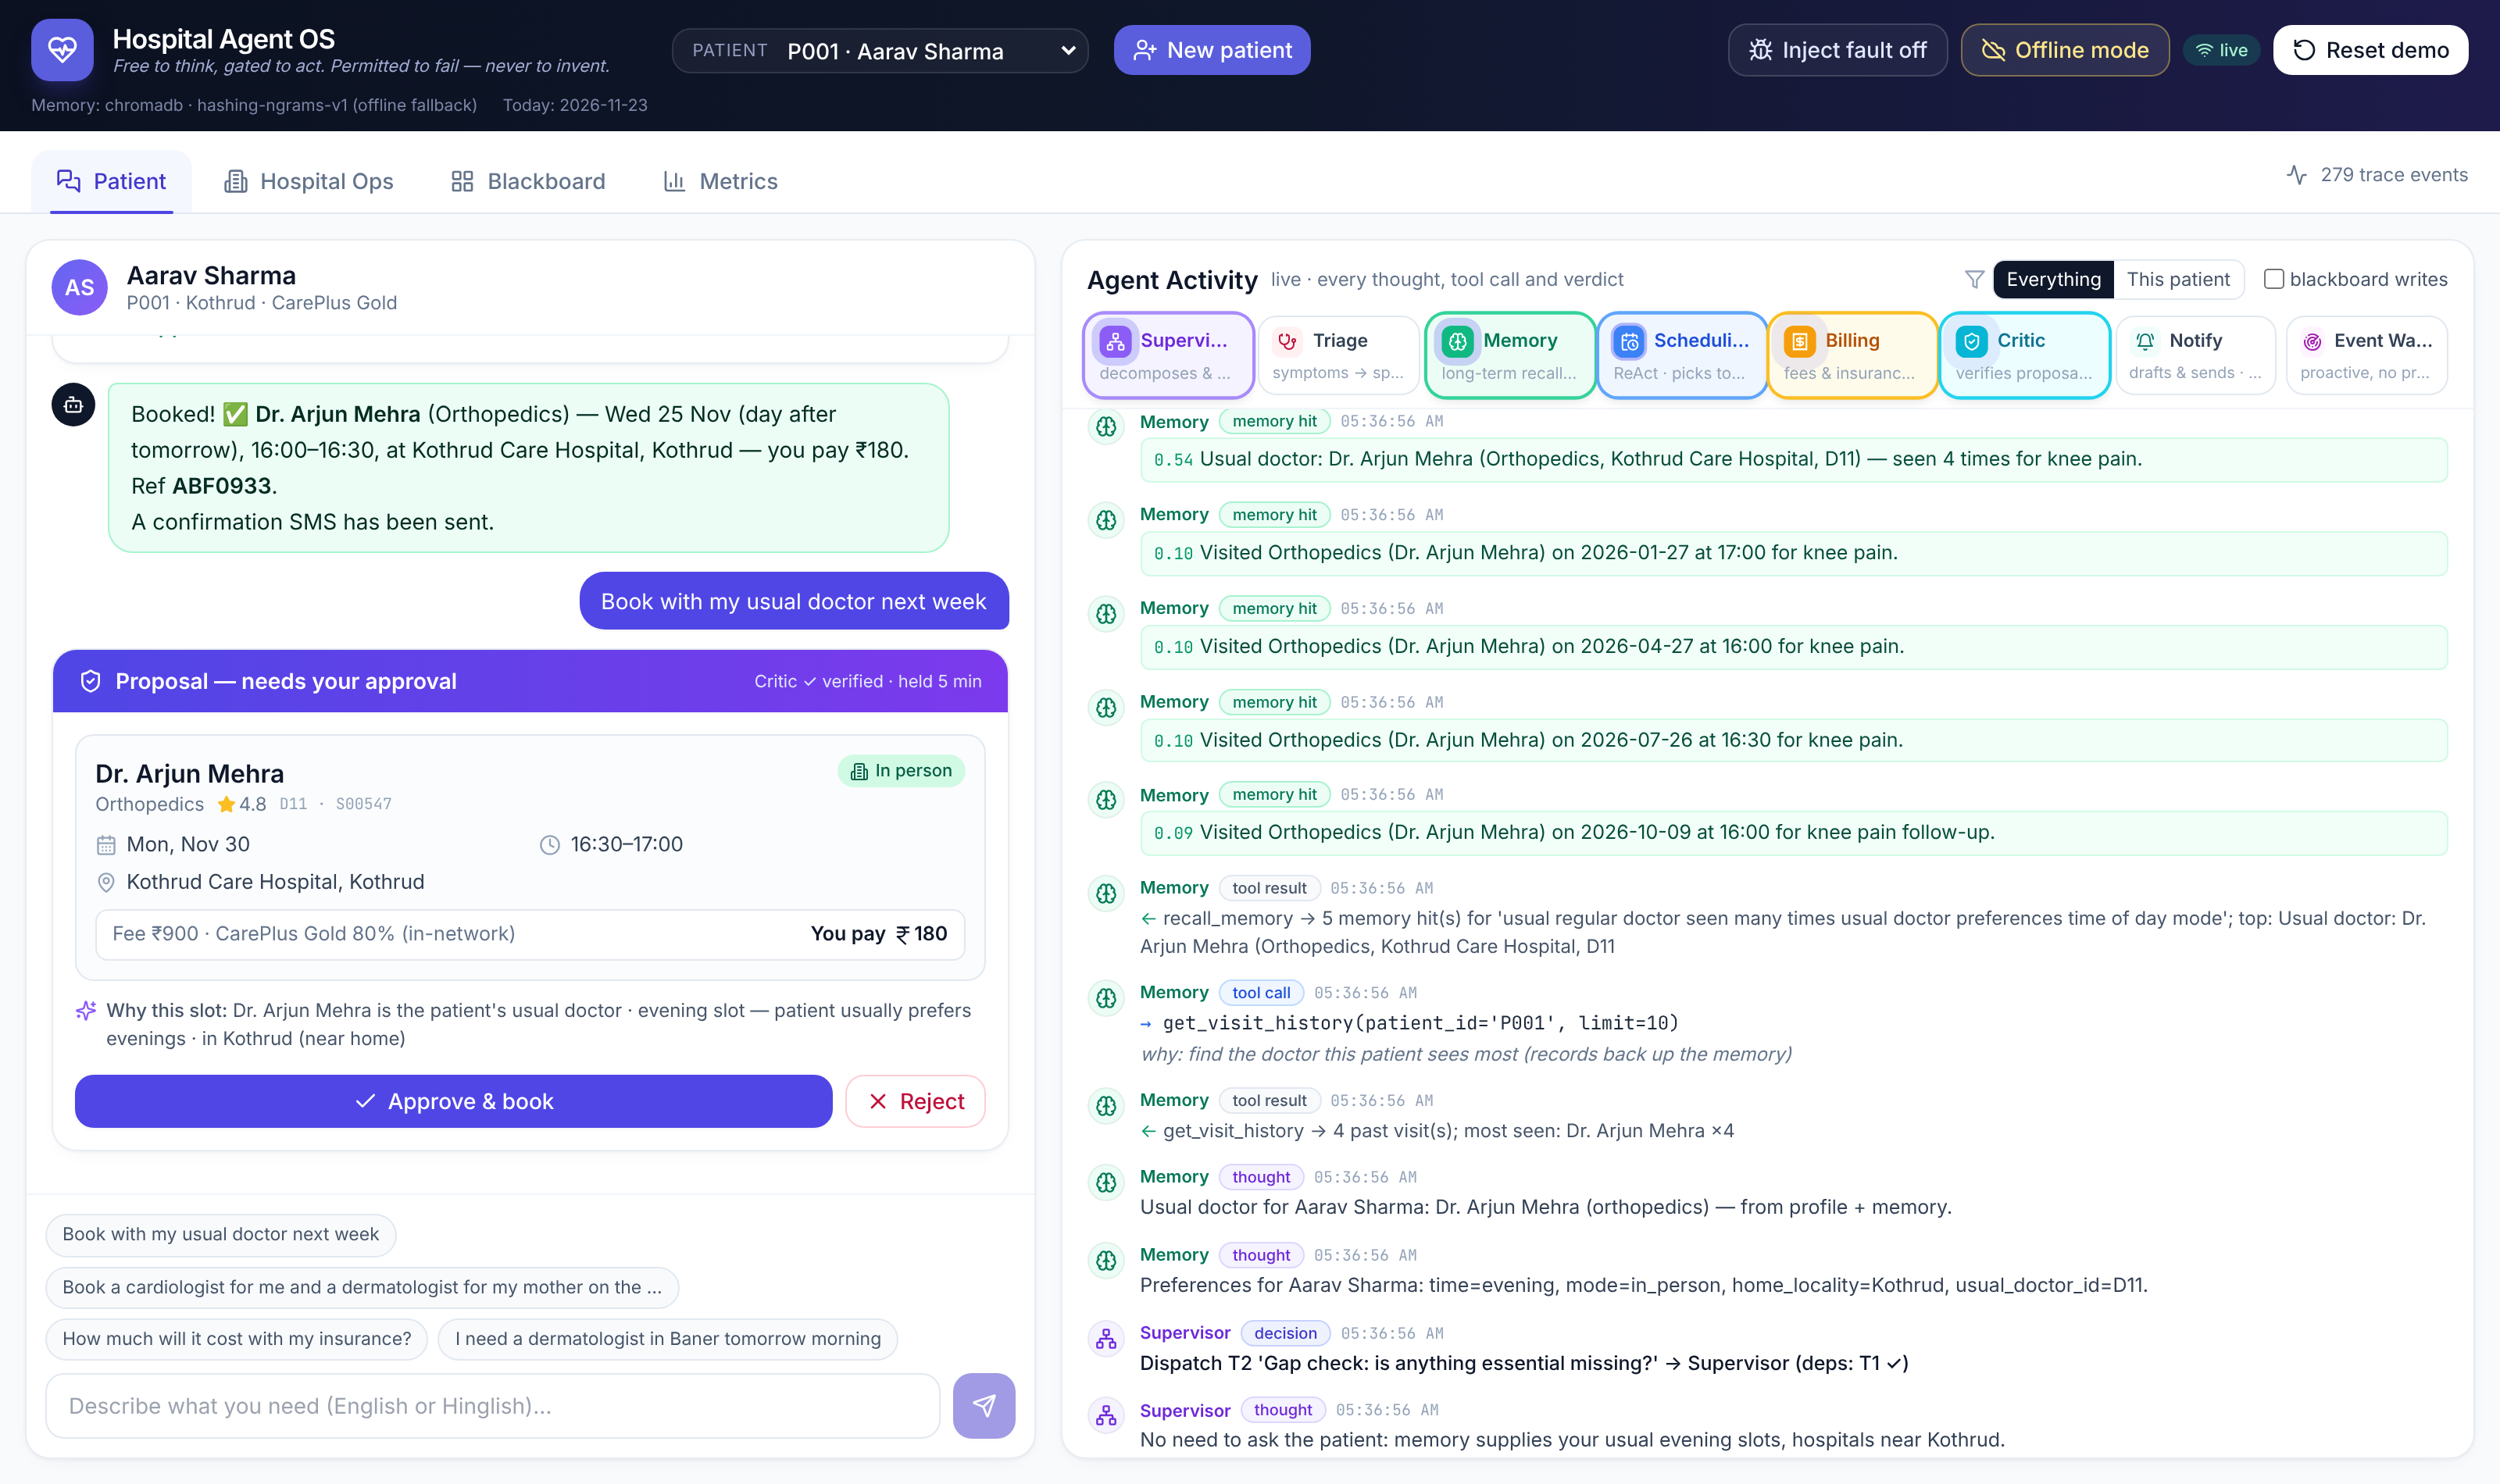 Hospital Agent OS
Free to think, gated to act. Permitted to fail — never to invent.
PATIENT P001 · Aarav Sharma
New patient
Inject fault off
Offline mode
live
Reset demo
Memory: chromadb · hashing-ngrams-v1 (offline fallback) Today: 2026-11-23
Patient
Hospital Ops
Blackboard
Metrics
279 trace events
AS
Aarav Sharma
P001 · Kothrud · CarePlus Gold
Booked! ✅ Dr. Arjun Mehra (Orthopedics) — Wed 25 Nov (day after
tomorrow), 16:00–16:30, at Kothrud Care Hospital, Kothrud — you pay ₹180.
Ref ABF0933.
A confirmation SMS has been sent.
Book with my usual doctor next week
Proposal — needs your approval
Critic ✓ verified · held 5 min
Dr. Arjun Mehra
In person
Orthopedics ⭐ 4.8 D11 · S00547
Mon, Nov 30
16:30–17:00
Kothrud Care Hospital, Kothrud
Fee ₹900 · CarePlus Gold 80% (in-network)
You pay ₹180
Why this slot: Dr. Arjun Mehra is the patient's usual doctor · evening slot — patient usually prefers
evenings · in Kothrud (near home)
Approve & book
Reject
Book with my usual doctor next week
Book a cardiologist for me and a dermatologist for my mother on the ...
How much will it cost with my insurance?
I need a dermatologist in Baner tomorrow morning
Describe what you need (English or Hinglish)...
Agent Activity live · every thought, tool call and verdict
Everything
This patient
blackboard writes
Supervi...
decomposes & ...
Triage
symptoms → sp...
Memory
long-term recall...
Scheduli...
ReAct · picks to...
Billing
fees & insuranc...
Critic
verifies proposa...
Notify
drafts & sends · ...
Event Wa...
proactive, no pr...
Memory memory hit 05:36:56 AM
0.54 Usual doctor: Dr. Arjun Mehra (Orthopedics, Kothrud Care Hospital, D11) — seen 4 times for knee pain.
Memory memory hit 05:36:56 AM
0.10 Visited Orthopedics (Dr. Arjun Mehra) on 2026-01-27 at 17:00 for knee pain.
Memory memory hit 05:36:56 AM
0.10 Visited Orthopedics (Dr. Arjun Mehra) on 2026-04-27 at 16:00 for knee pain.
Memory memory hit 05:36:56 AM
0.10 Visited Orthopedics (Dr. Arjun Mehra) on 2026-07-26 at 16:30 for knee pain.
Memory memory hit 05:36:56 AM
0.09 Visited Orthopedics (Dr. Arjun Mehra) on 2026-10-09 at 16:00 for knee pain follow-up.
Memory tool result 05:36:56 AM
← recall_memory → 5 memory hit(s) for 'usual regular doctor seen many times usual doctor preferences time of day mode'; top: Usual doctor: Dr.
Arjun Mehra (Orthopedics, Kothrud Care Hospital, D11
Memory tool call 05:36:56 AM
→ get_visit_history(patient_id='P001', limit=10)
why: find the doctor this patient sees most (records back up the memory)
Memory tool result 05:36:56 AM
← get_visit_history → 4 past visit(s); most seen: Dr. Arjun Mehra ×4
Memory thought 05:36:56 AM
Usual doctor for Aarav Sharma: Dr. Arjun Mehra (orthopedics) — from profile + memory.
Memory thought 05:36:56 AM
Preferences for Aarav Sharma: time=evening, mode=in_person, home_locality=Kothrud, usual_doctor_id=D11.
Supervisor decision 05:36:56 AM
Dispatch T2 'Gap check: is anything essential missing?' → Supervisor (deps: T1 ✓)
Supervisor thought 05:36:56 AM
No need to ask the patient: memory supplies your usual evening slots, hospitals near Kothrud.